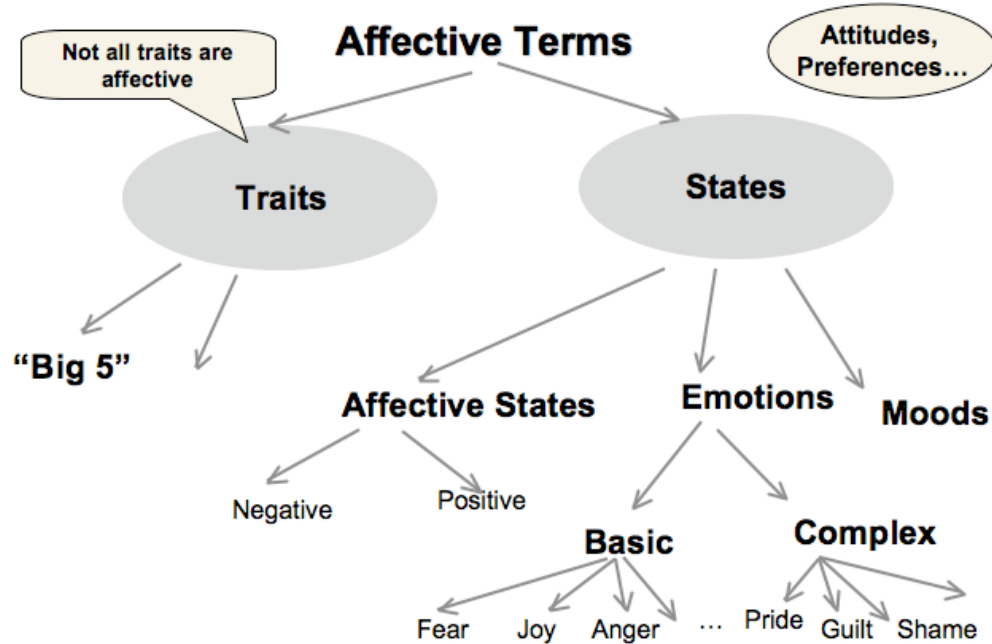 Affective Terms
Not all traits are
affective
Attitudes,
Preferences…
Traits
States
“Big 5”
Affective States
Emotions
Moods
Negative
Positive
Basic
Complex
Fear
Joy
Anger
…
Pride
Guilt
Shame